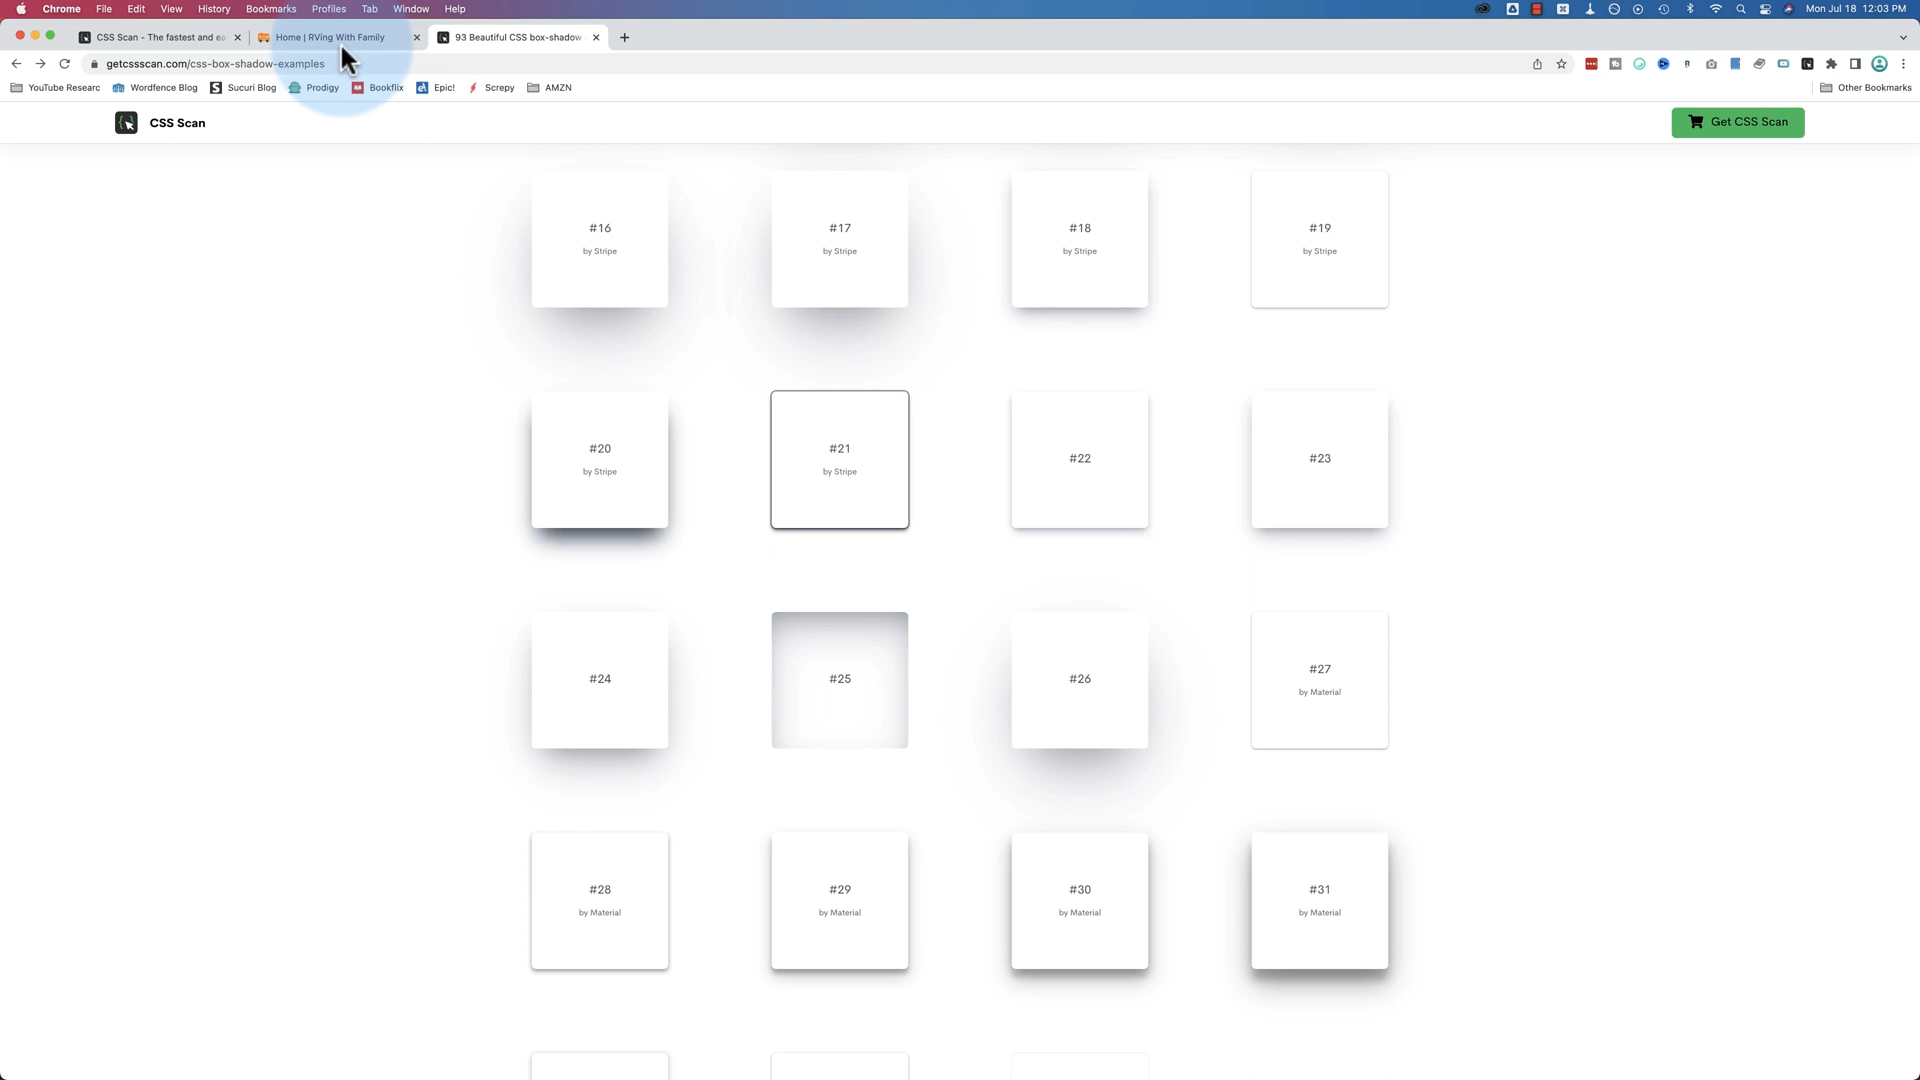 Chrome File Edit View History Bookmarks Profiles Tab Window Help Mon Jul 18 12:03 PM
CSS Scan - The fastest and ea Home | RVing With Family 93 Beautiful CSS box-shadow
getcssscan.com/css-box-shadow-examples
YouTube Researc Wordfence Blog Sucuri Blog Prodigy Bookflix Epic! Screpy AMZN Other Bookmarks
CSS Scan Get CSS Scan
#16 #17 #18 #19
by Stripe by Stripe by Stripe by Stripe
#20 #21
#22 #23
by Stripe by Stripe
#27
#24 #25 #26
by Material
#28 #29 #30 #31
by Material by Material by Material by Material